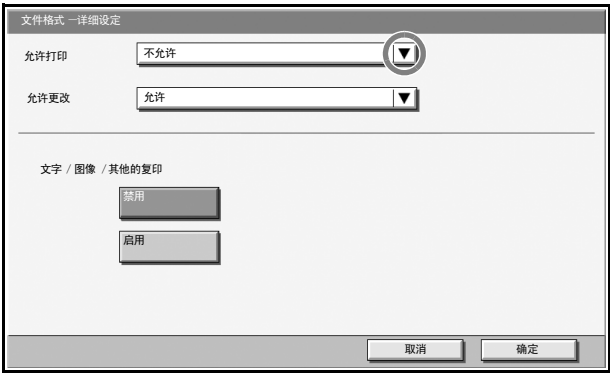 文件格式 —详细设定
允许打印 不允许 ▼
允许更改 允许 ▼
文字 / 图像 / 其他的复印
禁用
启用
取消 确定